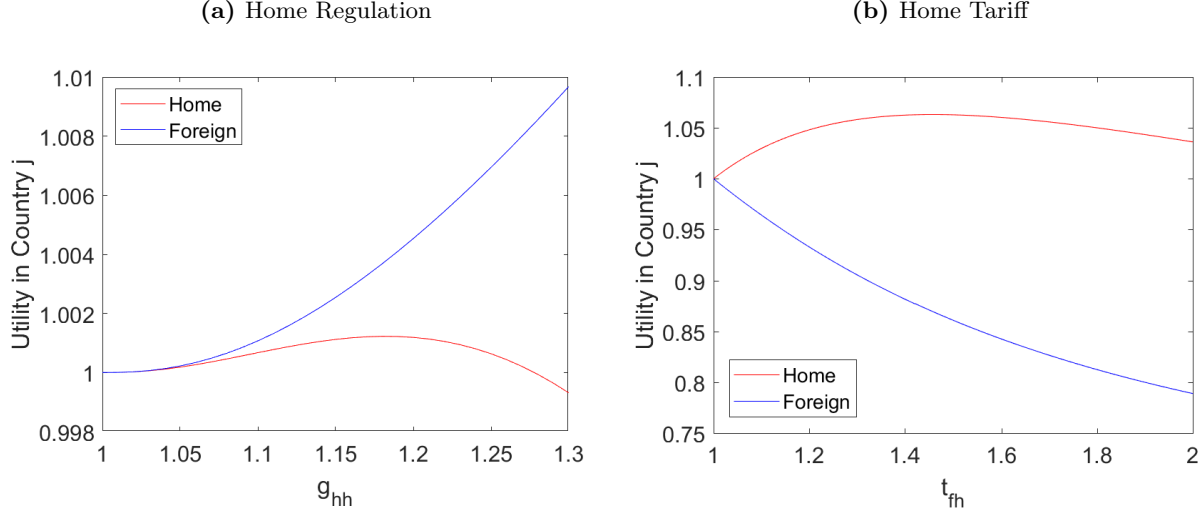 (a) Home Regulation
1.01
1.008
1.006
1.004
1.002
1
0.998
Utility in Country j
Home
Foreign
1
1.05
1.1
1.15
1.2
1.25
1.3
g_hh
(b) Home Tariff
1.1
1.05
1
0.95
0.9
0.85
0.8
0.75
Utility in Country j
Home
Foreign
1
1.2
1.4
1.6
1.8
2
t_fh